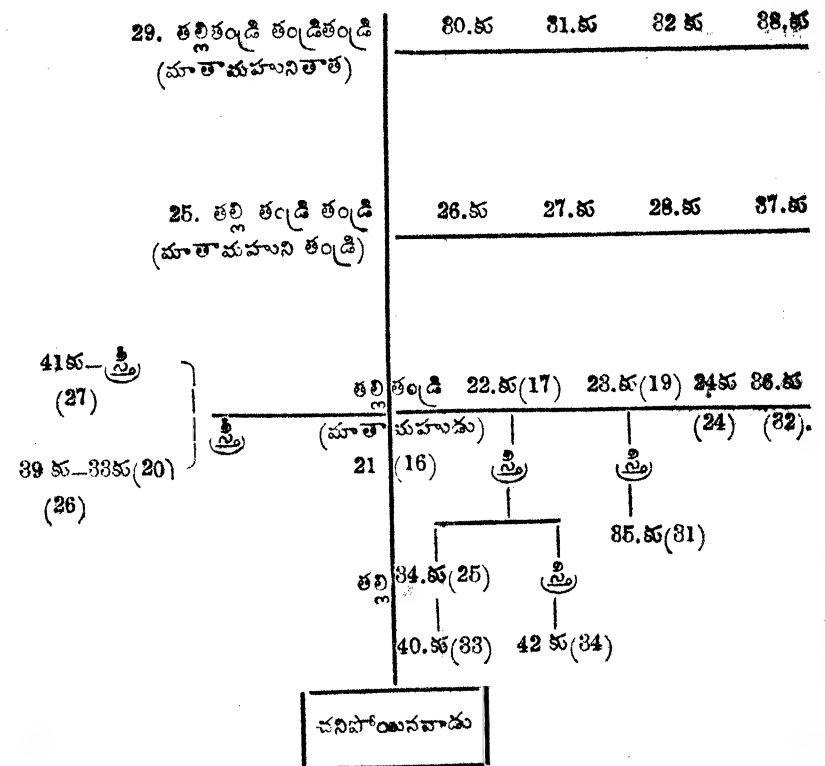 29. తల్లితండ్రి తండ్రితండ్రి 30.కు 31.కు 32 కు 38.కు
(మాతామహునితాత)
25. తల్లి తండ్రి తండ్రి 26.కు 27.కు 28.కు 37.కు
(మాతామహుని తండ్రి)
41కు–స్త్రీ
(27)
తల్లితండ్రి 22.కు(17) 23.కు(19) 24కు 36.కు
స్త్రీ (మాతామహుడు) (24) (32).
39 కు–33కు(20) 21 (16) స్త్రీ స్త్రీ
(26)
35.కు(31)
తల్లి 34.కు(25) స్త్రీ
40.కు(33) 42 కు(34)
చనిపోయినవాడు